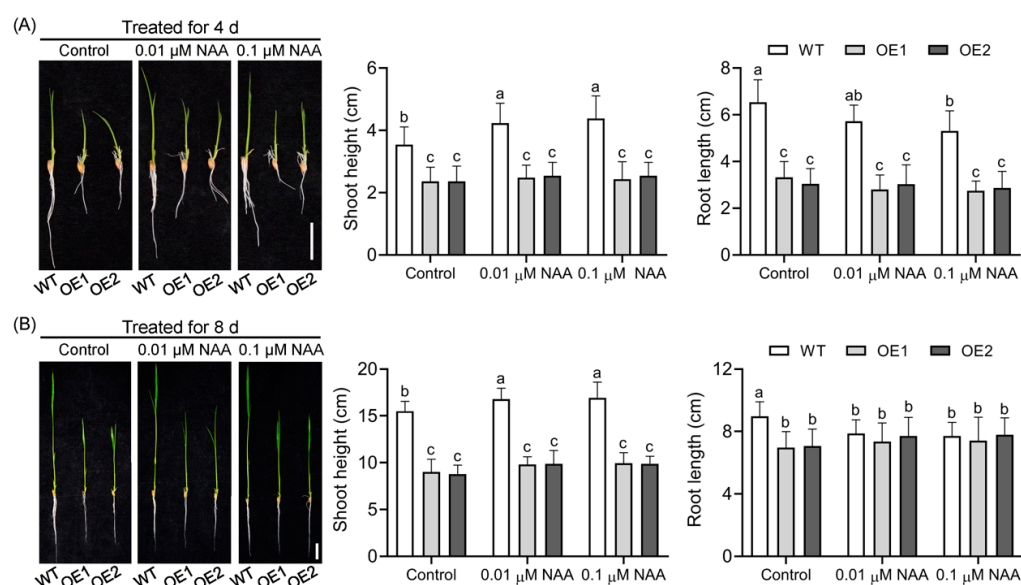 (A)
Treated for 4 d
Control 0.01 μM NAA 0.1 μM NAA
WT OE1 OE2 WT OE1 OE2 WT OE1 OE2
Shoot height (cm)
6
4
2
0
b c c a c c a c c
Control 0.01 μM NAA 0.1 μM NAA
WT OE1 OE2
Root length (cm)
8
6
4
2
0
a c c ab c c b c c
Control 0.01 μM NAA 0.1 μM NAA
(B)
Treated for 8 d
Control 0.01 μM NAA 0.1 μM NAA
WT OE1 OE2 WT OE1 OE2 WT OE1 OE2
Shoot height (cm)
20
15
10
5
0
b c c a c c a c c
Control 0.01 μM NAA 0.1 μM NAA
WT OE1 OE2
Root length (cm)
12
9
6
3
0
a b b b b b b b b
Control 0.01 μM NAA 0.1 μM NAA